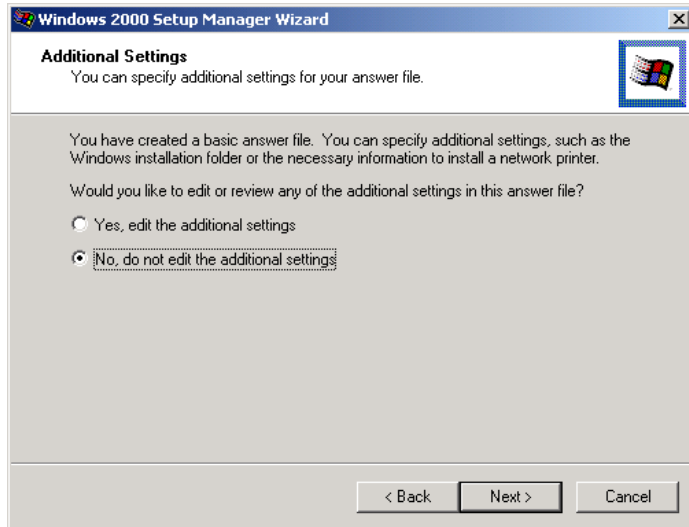 Windows 2000 Setup Manager Wizard
Additional Settings
You can specify additional settings for your answer file.
You have created a basic answer file. You can specify additional settings, such as the
Windows installation folder or the necessary information to install a network printer.
Would you like to edit or review any of the additional settings in this answer file?
Yes, edit the additional settings
No, do not edit the additional settings
< Back Next > Cancel